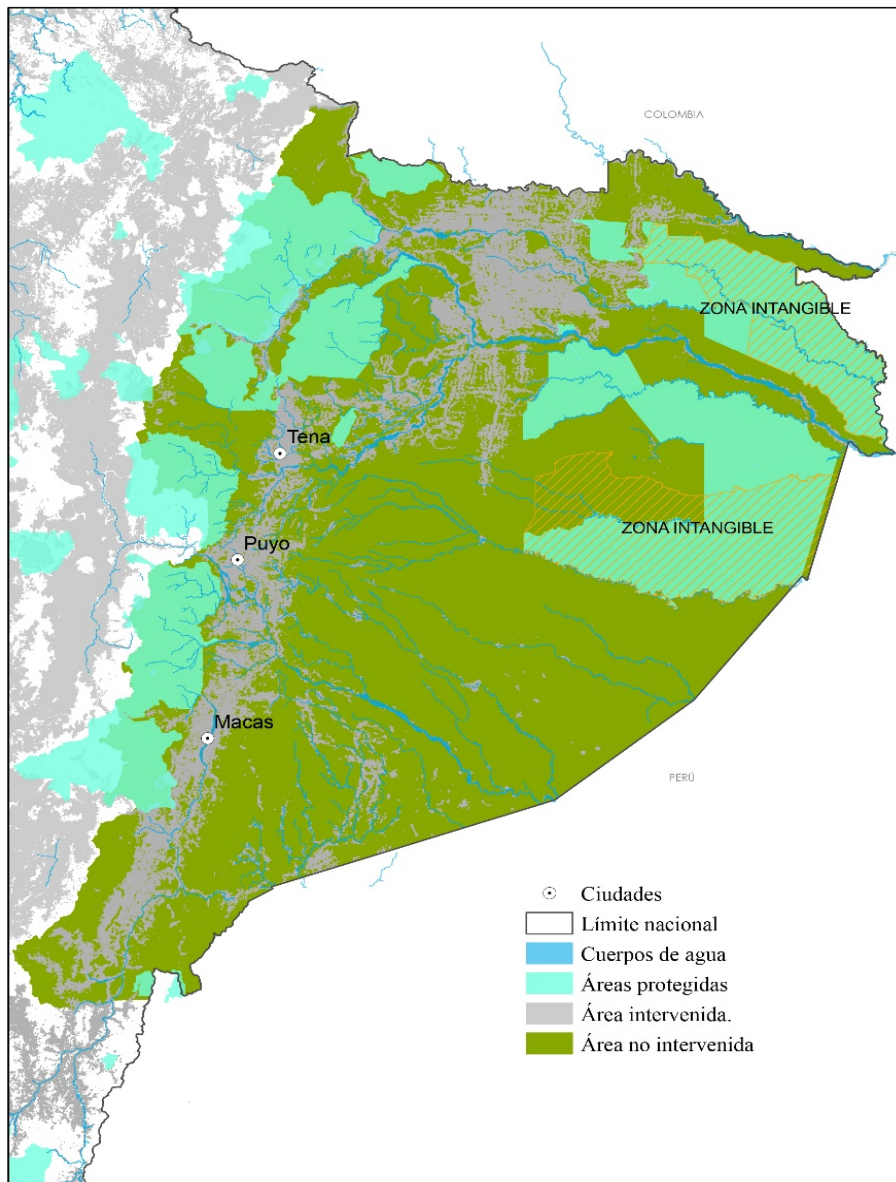 COLOMBIA
ZONA INTANGIBLE
Tena
ZONA INTANGIBLE
Puyo
Macas
PERÚ
Ciudades
Límite nacional
Cuerpos de agua
Áreas protegidas
Área intervenida.
Área no intervenida